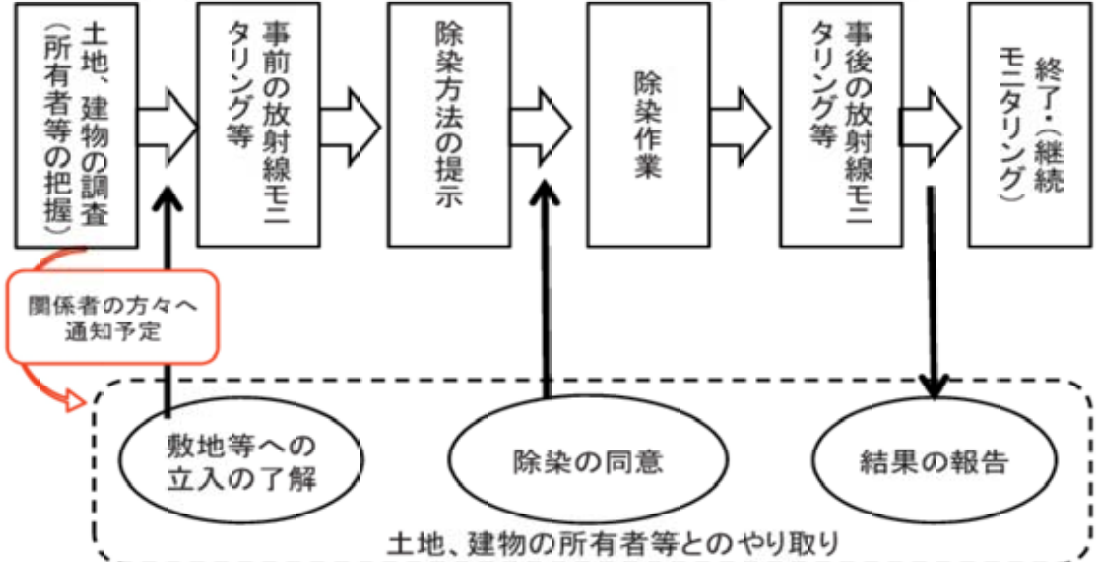 土地、建物の調査
(所有者等の把握)
事前の放射線モニ
タリング等
除染方法の提示
除染作業
事後の放射線モニ
タリング等
終了・(継続
モニタリング)
関係者の方々へ
通知予定
敷地等への
立入の了解
除染の同意
結果の報告
土地、建物の所有者等とのやり取り